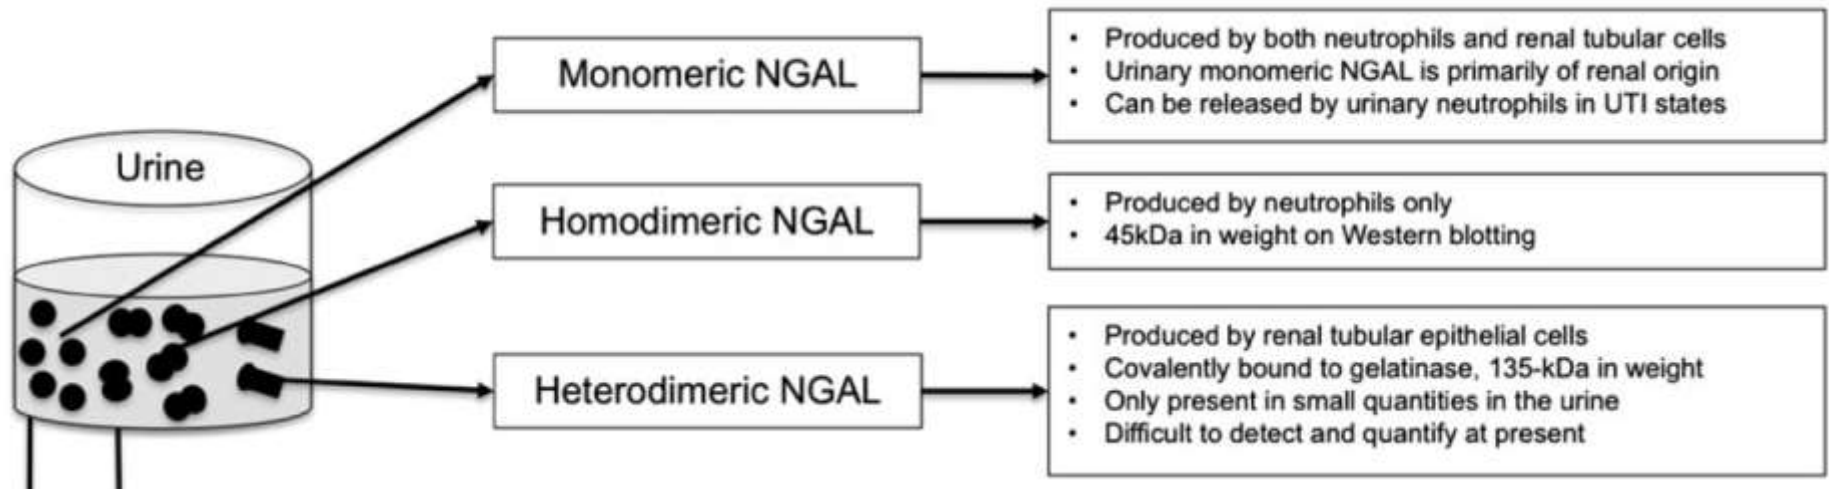 Urine
Monomeric NGAL
• Produced by both neutrophils and renal tubular cells
• Urinary monomeric NGAL is primarily of renal origin
• Can be released by urinary neutrophils in UTI states
Homodimeric NGAL
• Produced by neutrophils only
• 45kDa in weight on Western blotting
Heterodimeric NGAL
• Produced by renal tubular epithelial cells
• Covalently bound to gelatinase, 135-kDa in weight
• Only present in small quantities in the urine
• Difficult to detect and quantify at present